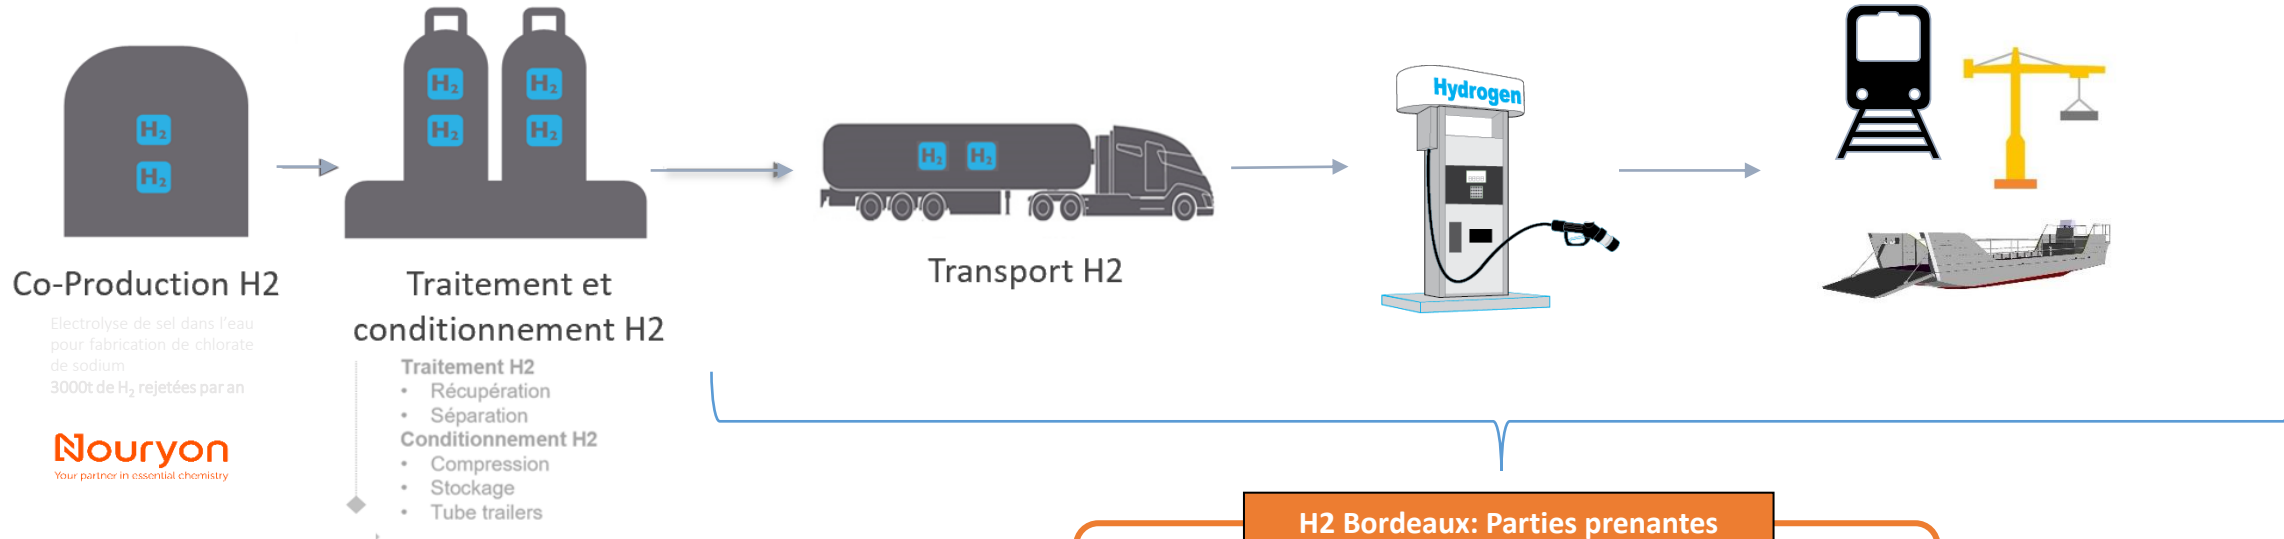 H₂
H₂
H₂ H₂
H₂ H₂
H₂ H₂
Hydrogen
Co-Production H2
Electrolyse de sel dans l'eau
pour fabrication de chlorate
de sodium
3000t de H₂ rejetées par an
Nouryon
Your partner in essential chemistry
Traitement et
conditionnement H2
Traitement H2
• Récupération
• Séparation
Conditionnement H2
• Compression
• Stockage
• Tube trailers
Transport H2
H2 Bordeaux: Parties prenantes